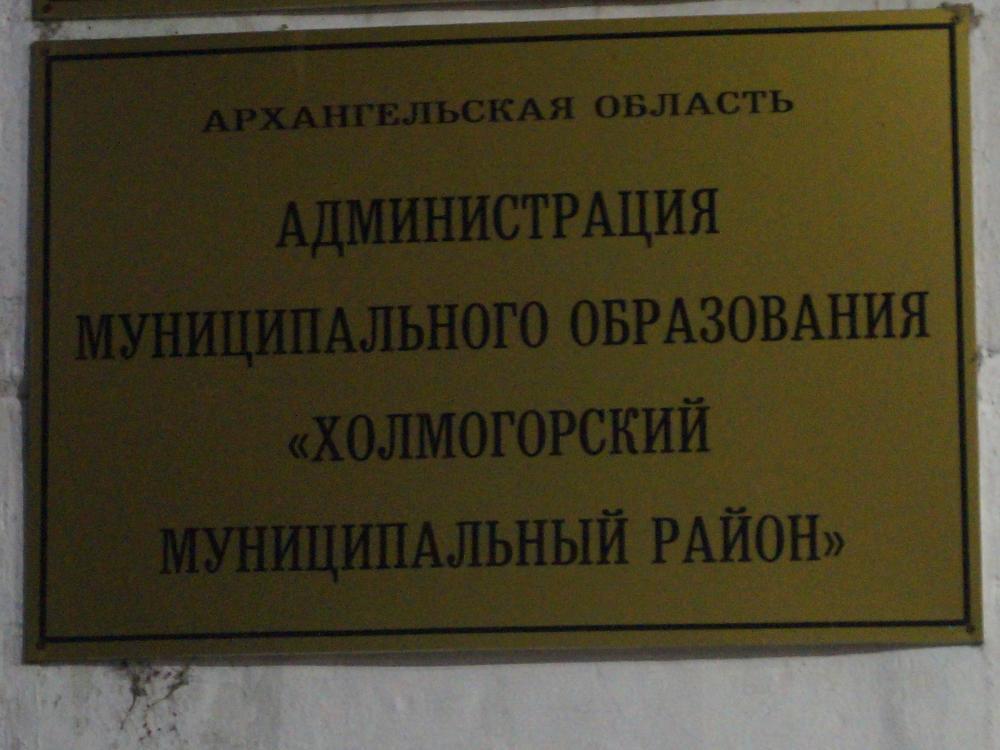 АРХАНГЕЛЬСКАЯ ОБЛАСТЬ
АДМИНИСТРАЦИЯ
МУНИЦИПАЛЬНОГО ОБРАЗОВАНИЯ
«ХОЛМОГОРСКИЙ
МУНИЦИПАЛЬНЫЙ РАЙОН»